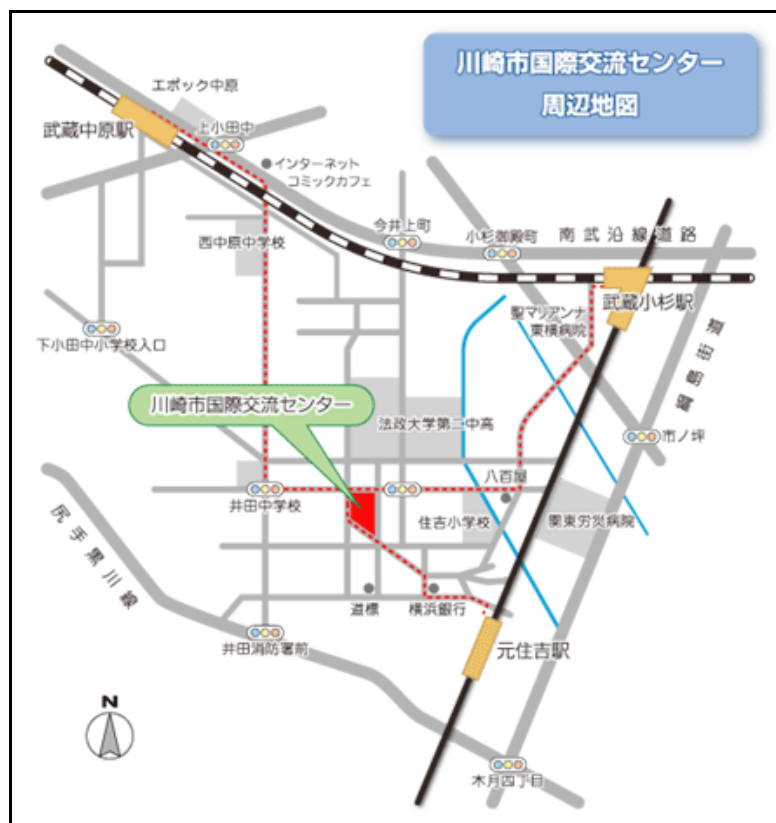 川崎市国際交流センター
周辺地図
エポック中原
武蔵中原駅
上小田中
インターネット
コミックカフェ
今井上町
小杉御殿町
南武沿線道路
西中原中学校
武蔵小杉駅
聖マリアンナ
東横病院
下小田中小学校入口
綱島街道
川崎市国際交流センター
法政大学第二中高
市ノ坪
八百屋
井田中学校
住吉小学校
関東労災病院
尻手黒川線
道標
横浜銀行
井田消防署前
元住吉駅
N
木月四丁目